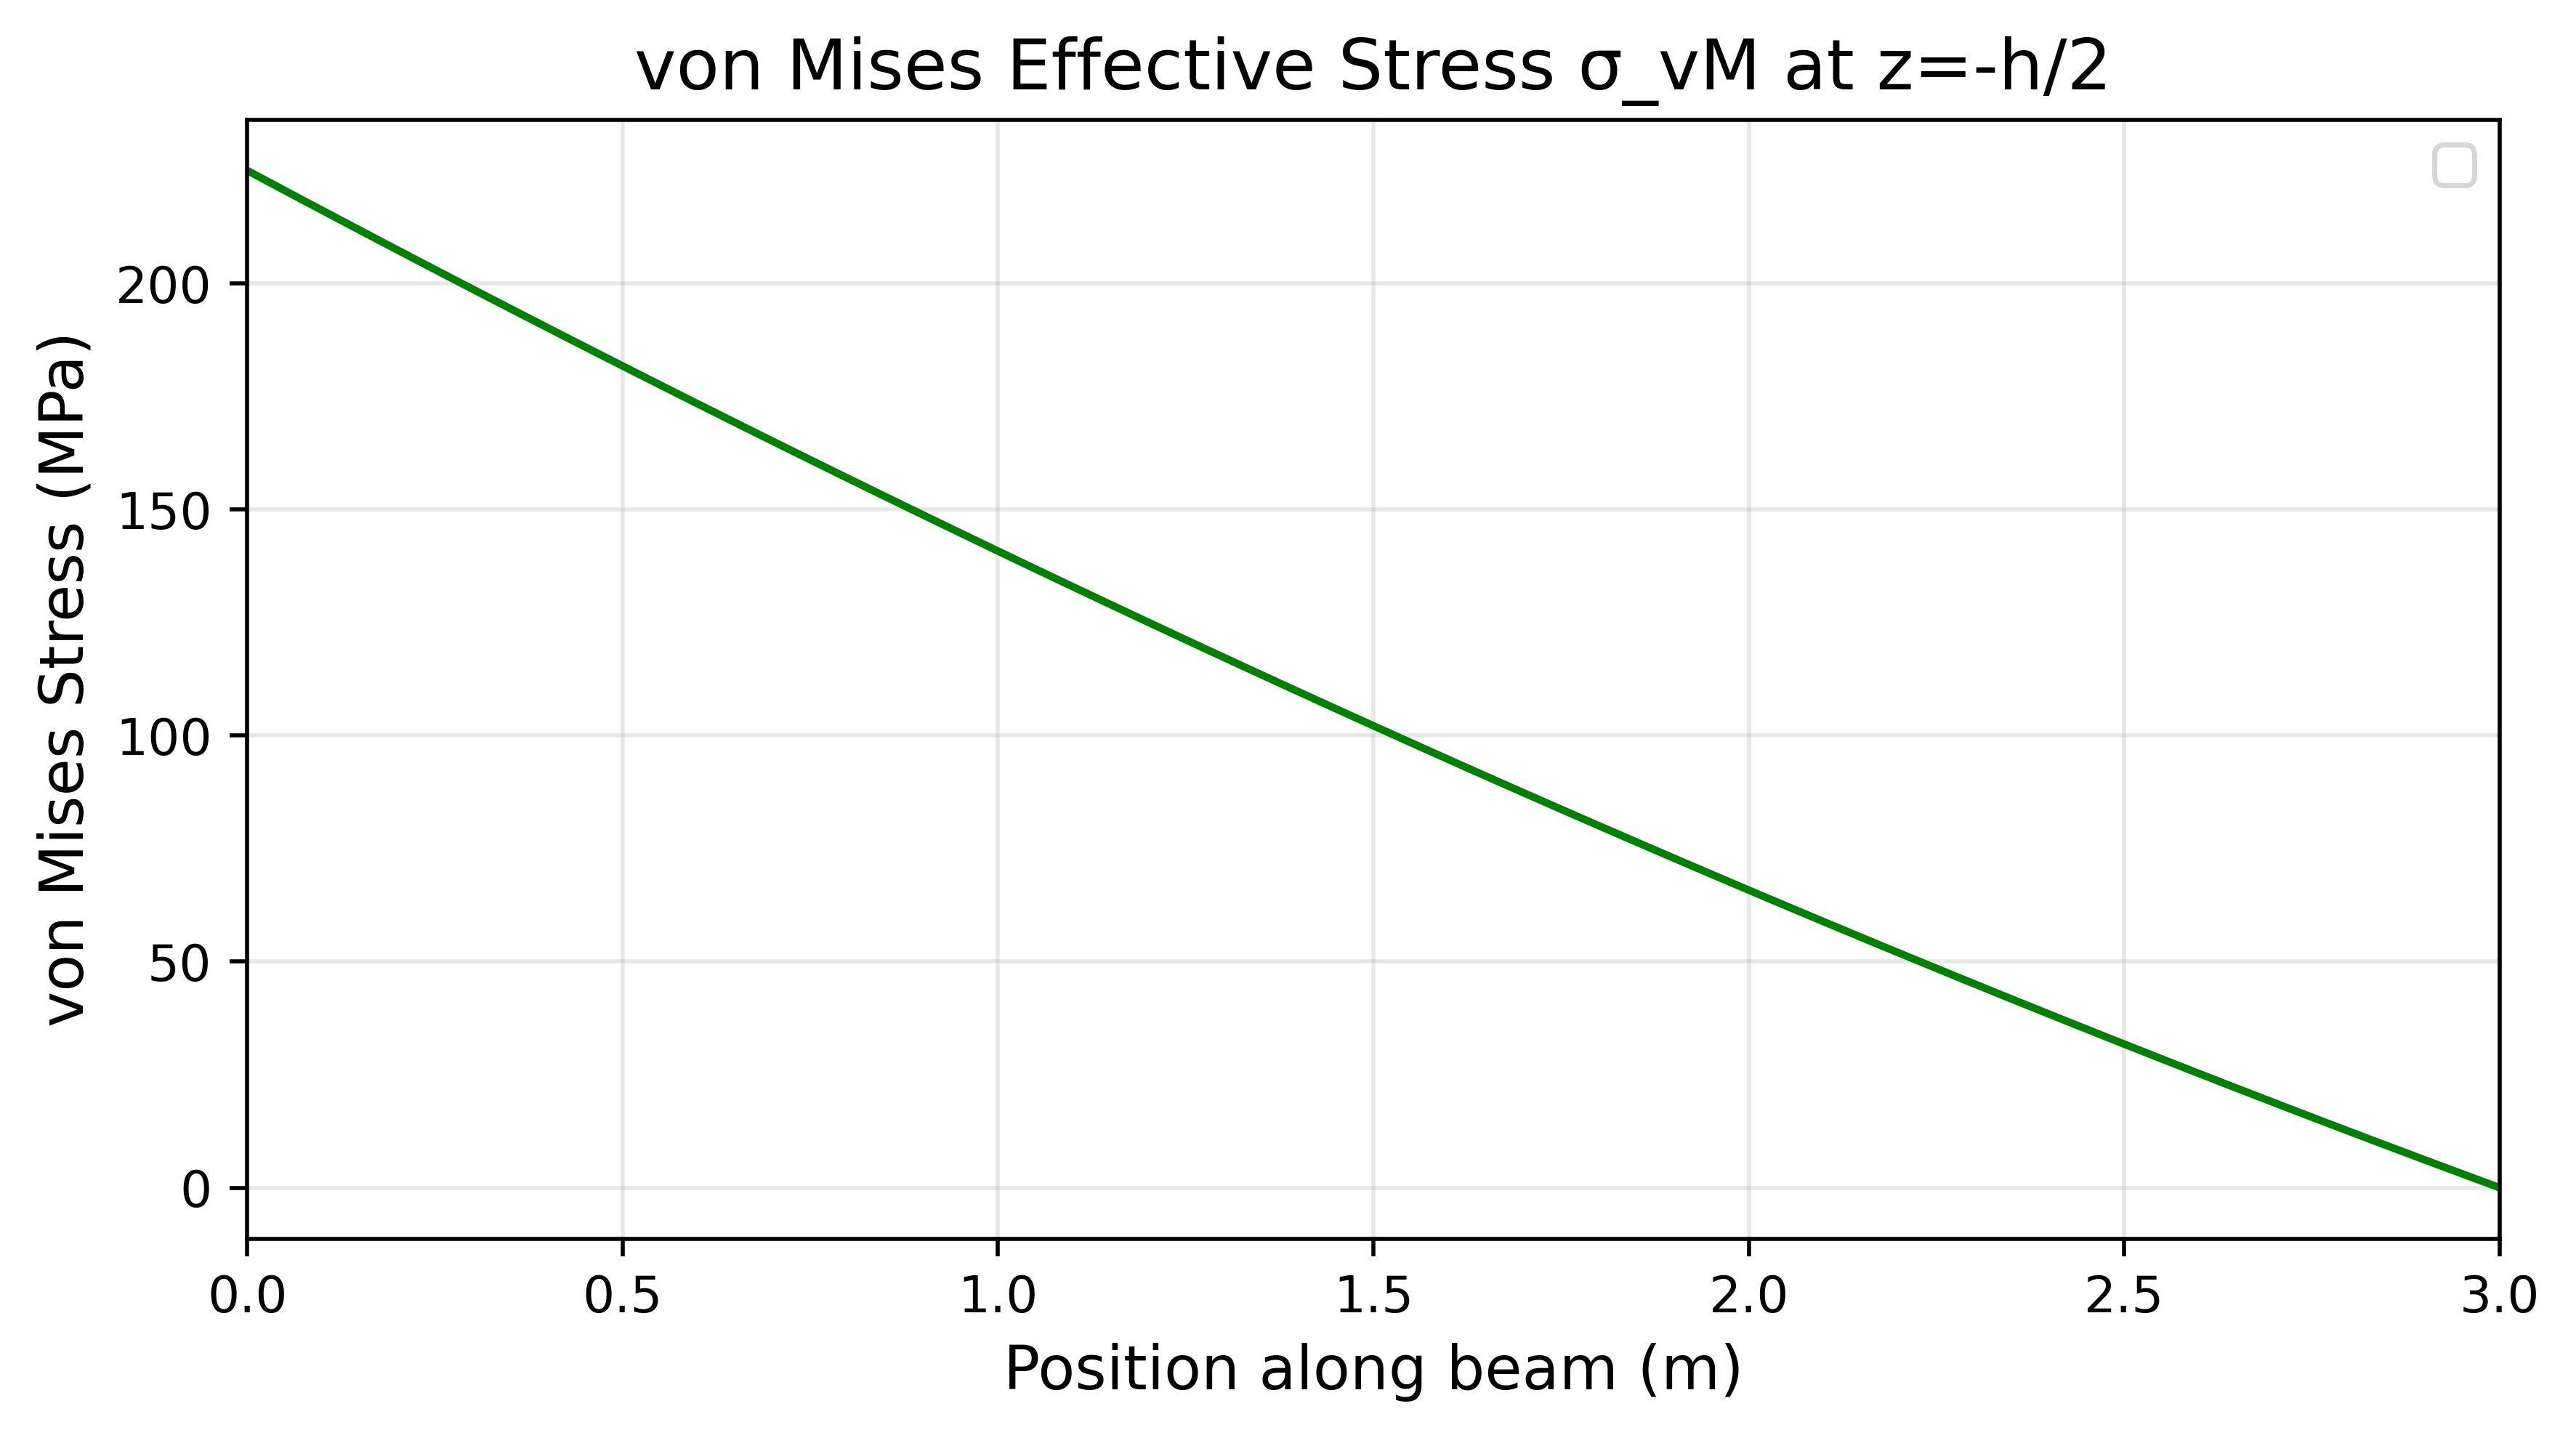 von Mises Effective Stress σ_vM at z=-h/2
von Mises Stress (MPa)
200
150
100
50
0
0.0 0.5 1.0 1.5 2.0 2.5 3.0
Position along beam (m)